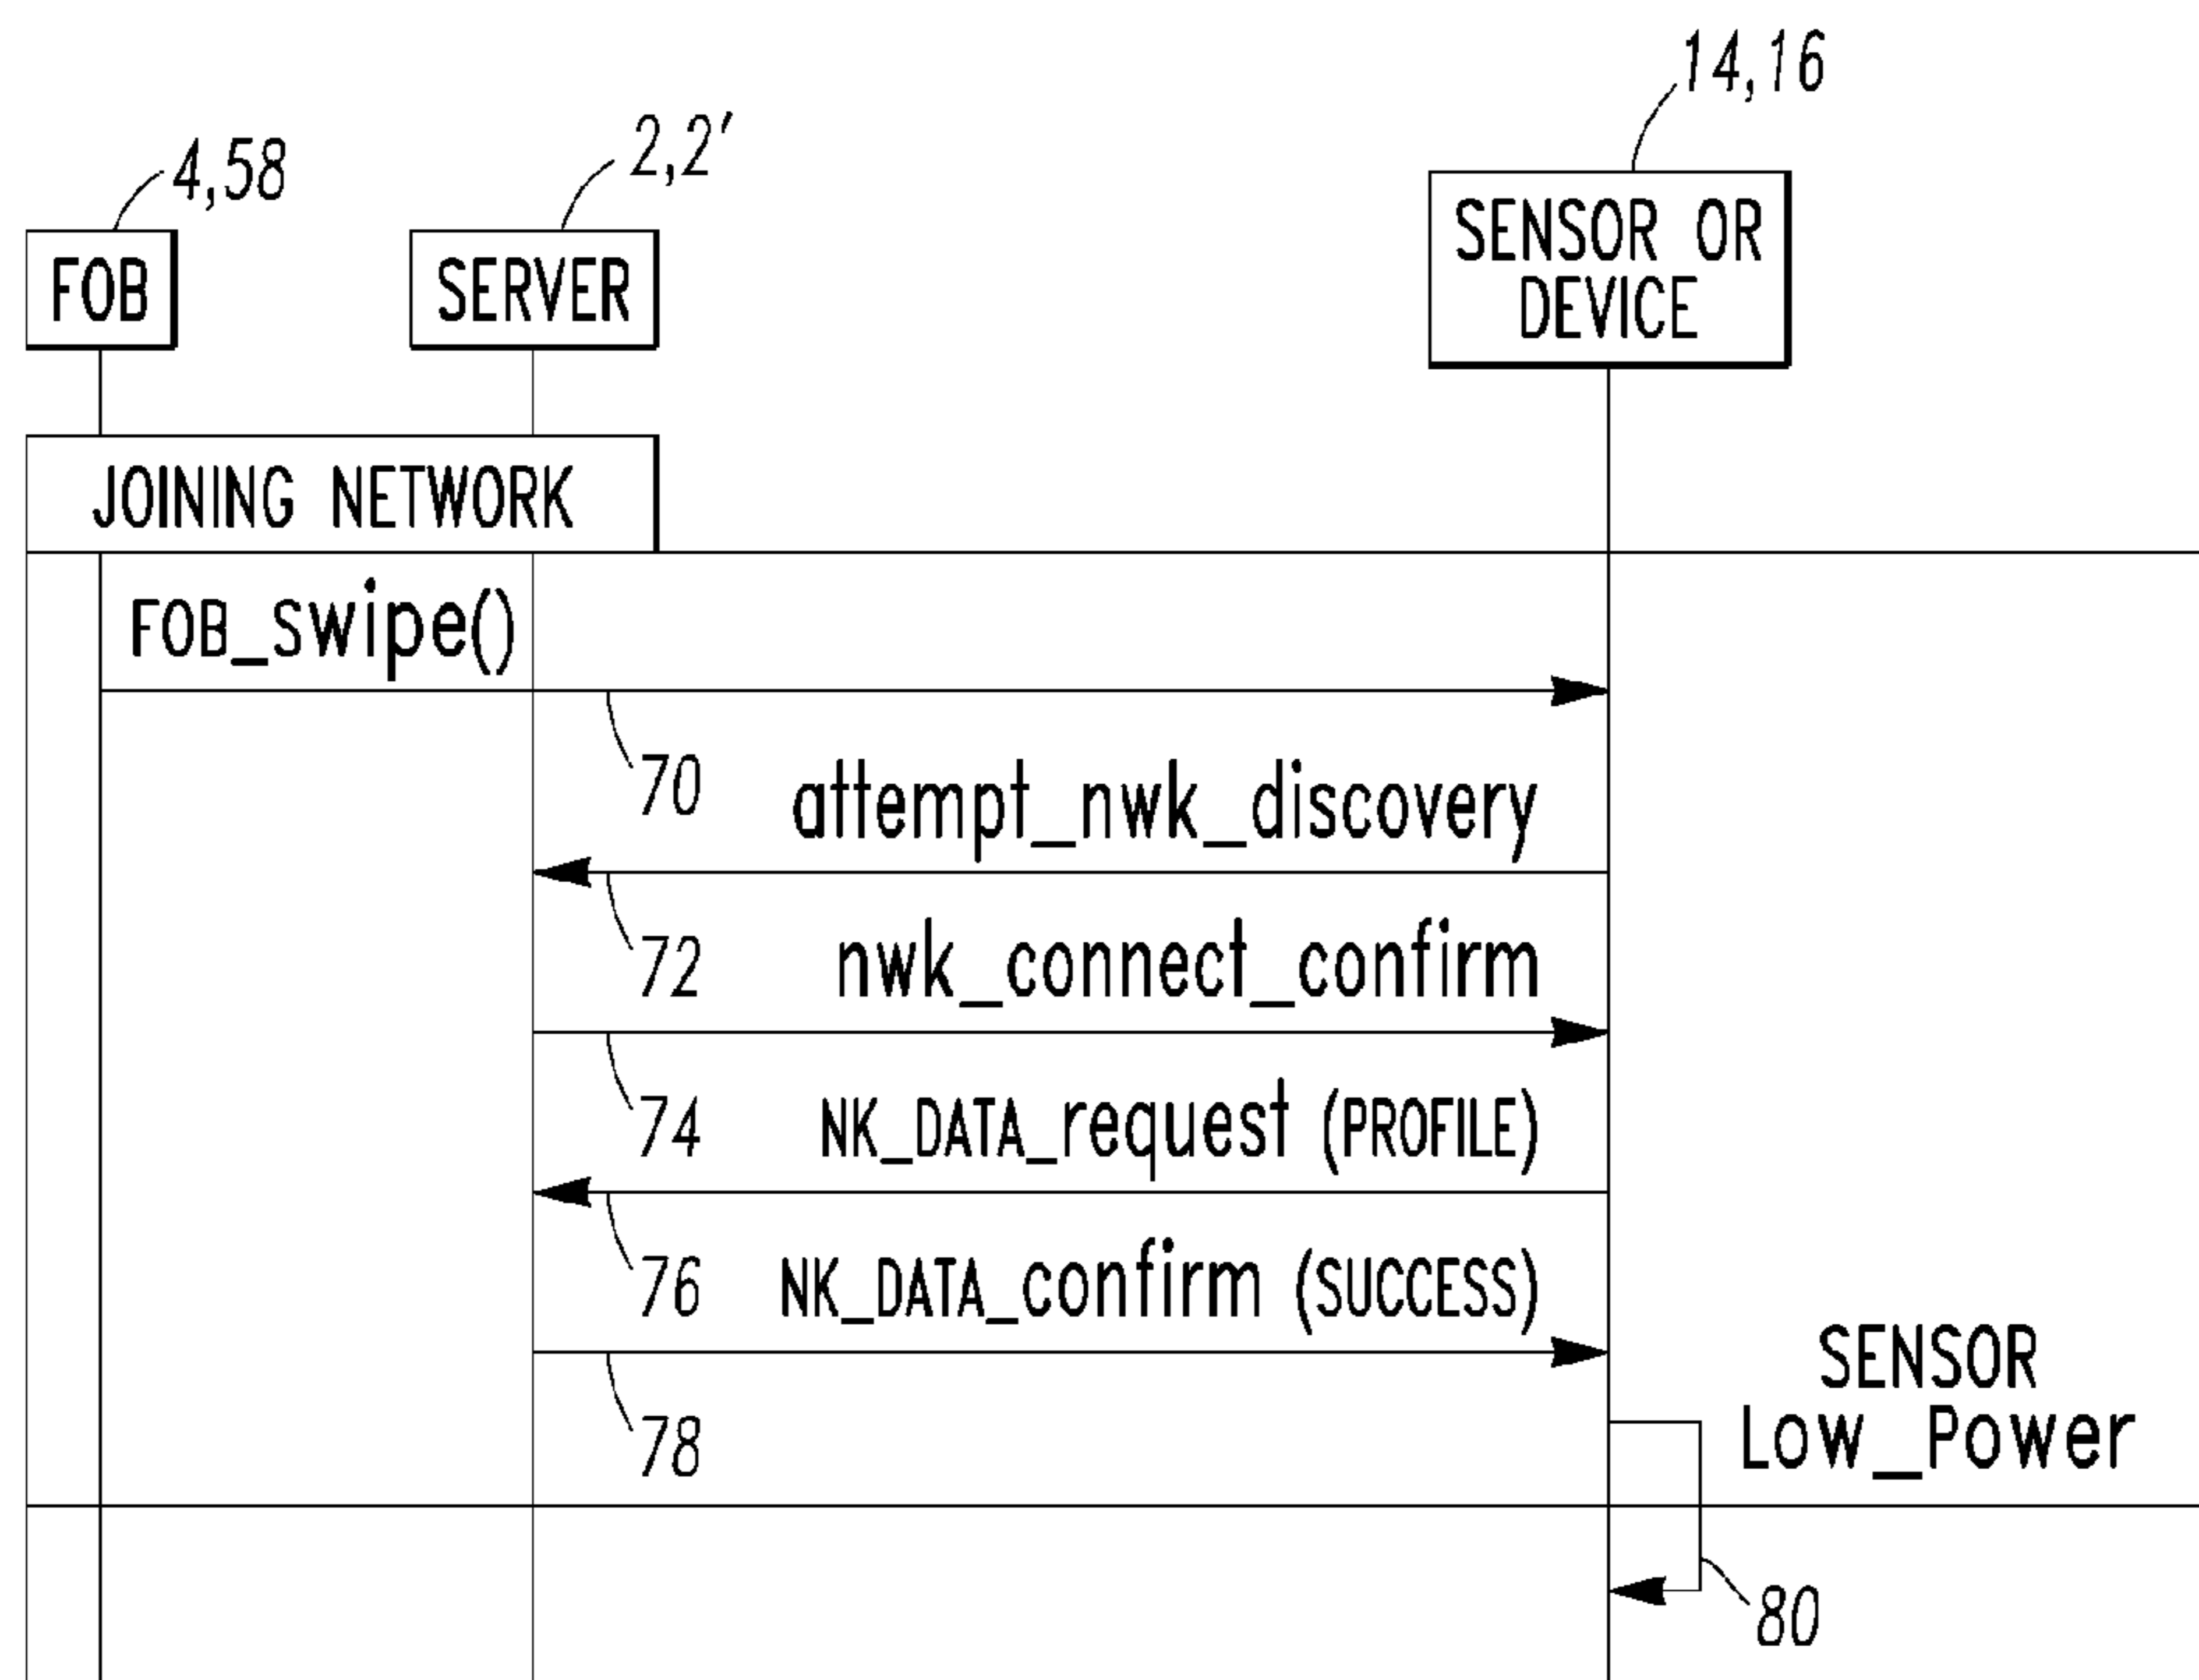 14,16
2,2'
4,58
FOB
SERVER
SENSOR OR
DEVICE
JOINING NETWORK
FOB_swipe()
70
attempt_nwk_discovery
72
nwk_connect_confirm
74
NK_DATA_request (PROFILE)
76
NK_DATA_confirm (SUCCESS)
78
SENSOR
Low_Power
80